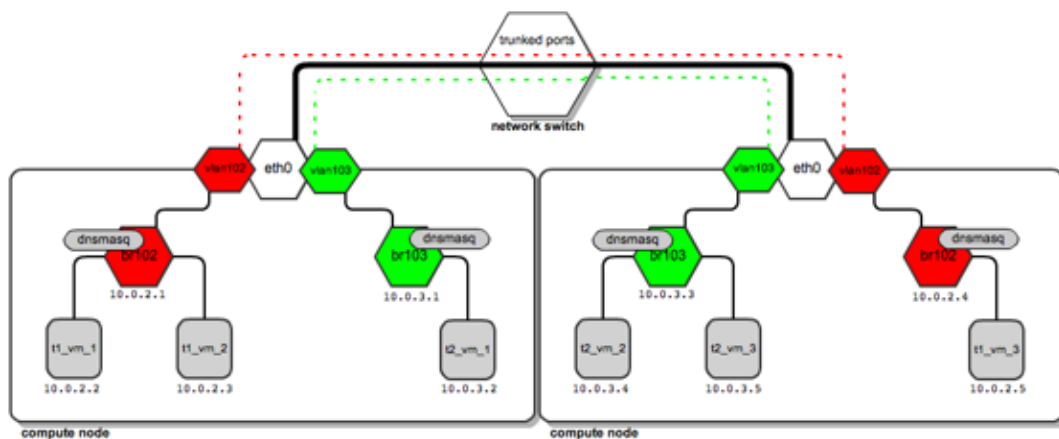 trunked ports
network switch
vlan102
eth0
vlan103
vlan103
eth0
vlan102
dnsmasq
br102
10.0.2.1
dnsmasq
br103
10.0.3.1
dnsmasq
br103
10.0.3.3
dnsmasq
br102
10.0.2.4
t1_vm_1
10.0.2.2
t1_vm_2
10.0.2.3
t2_vm_1
10.0.3.2
t2_vm_2
10.0.3.4
t2_vm_3
10.0.3.5
t1_vm_3
10.0.2.5
compute node
compute node